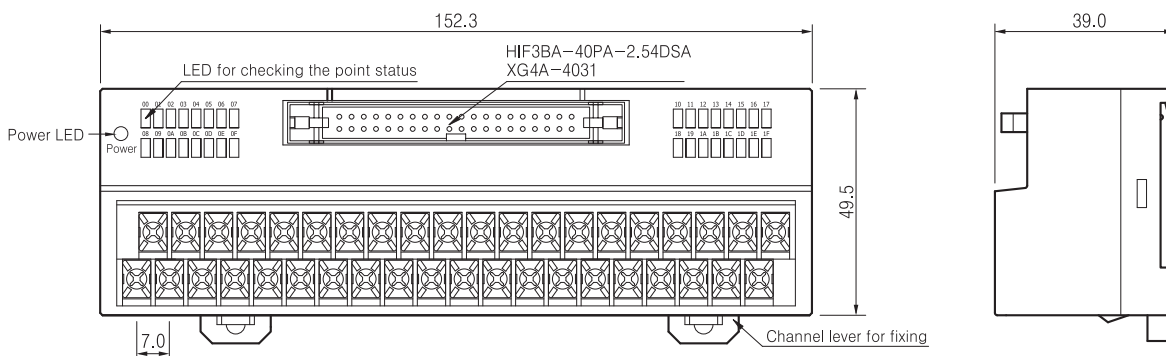 152.3
39.0
HIF3BA-40PA-2.54DSA
XG4A-4031
LED for checking the point status
00 01 02 03 04 05 06 07
10 11 12 13 14 15 16 17
Power LED
Power
08 09 0A 0B 0C 0D 0E 0F
18 19 1A 1B 1C 1D 1E 1F
49.5
7.0
Channel lever for fixing